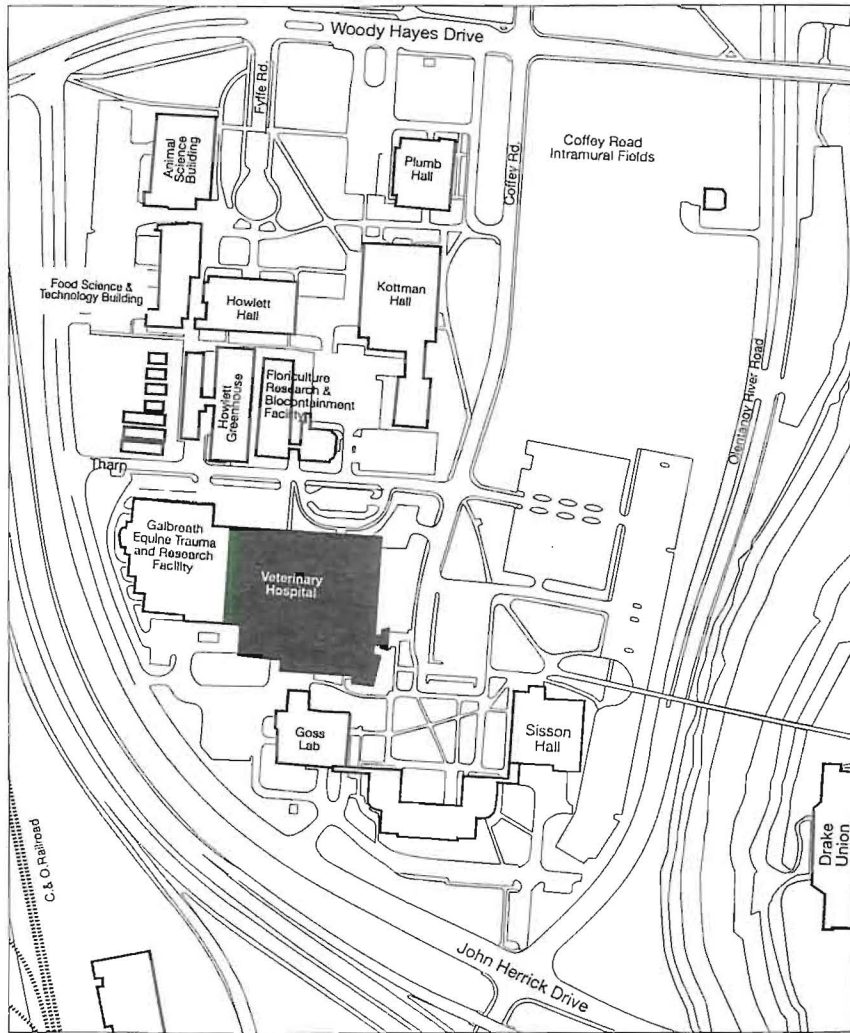 Woody Hayes Drive
Fyffe Rd.
Coffey Rd.
Coffey Road
Intramural Fields
Animal
Science
Building
Plumb
Hall
Food Science &
Technology Building
Howlett
Hall
Kottman
Hall
Howlett
Greenhouse
Floriculture
Research &
Biocontainment
Facility
Olentangy River Road
Tharp
Galbreath
Equine Trauma
and Research
Facility
Veterinary
Hospital
Goss
Lab
Sisson
Hall
Drake
Union
C & O Railroad
John Herrick Drive